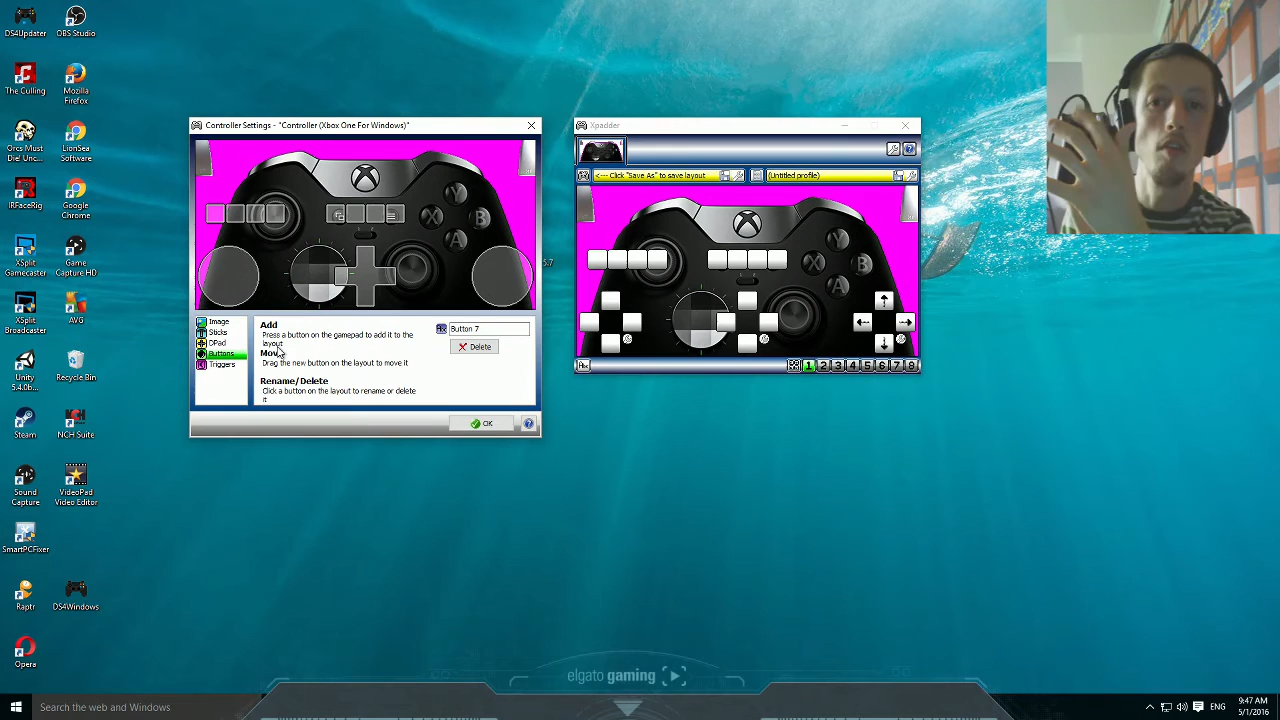 DS4Updater
OBS Studio
The Culling
Mozilla
Firefox
Orcs Must
Die! Unc...
LionSea
Software
IRFaceRig
Google
Chrome
XSplit
Gamecaster
Game
Capture HD
XSplit
Broadcaster
AVG
Unity
5.4.0b...
Recycle Bin
Steam
NCH Suite
Sound
Capture
VideoPad
Video Editor
SmartPCFixer
Raptr
DS4Windows
Opera
Controller Settings - "Controller (Xbox One For Windows)"
Y
X
B
A
Image
Sticks
DPad
Buttons
Triggers
Add
Press a button on the gamepad to add it to the
layout
Mov
Drag the new button on the layout to move it
Rename/Delete
Click a button on the layout to rename or delete
it
Button 7
Delete
OK
5.7
Xpadder
<--- Click "Save As" to save layout
(Untitled profile)
Y
X
B
A
Abc
1 2 3 4 5 6 7 8
elgato gaming
Search the web and Windows
ENG
9:47 AM
5/1/2016